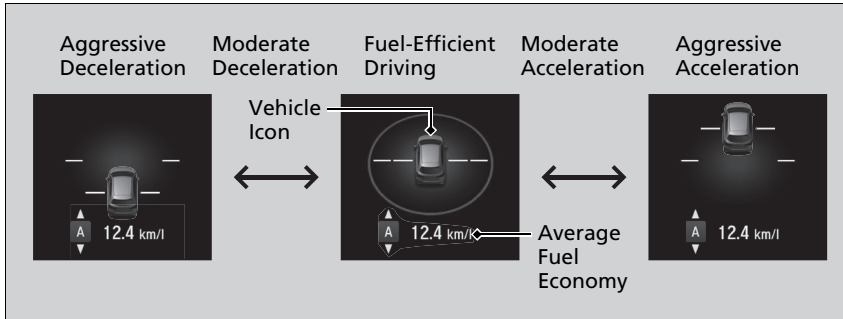 Aggressive
Deceleration
Moderate
Deceleration
Fuel-Efficient
Driving
Moderate
Acceleration
Aggressive
Acceleration
Vehicle
Icon
A 12.4 km/l
A 12.4 km/l
A 12.4 km/l
Average
Fuel
Economy